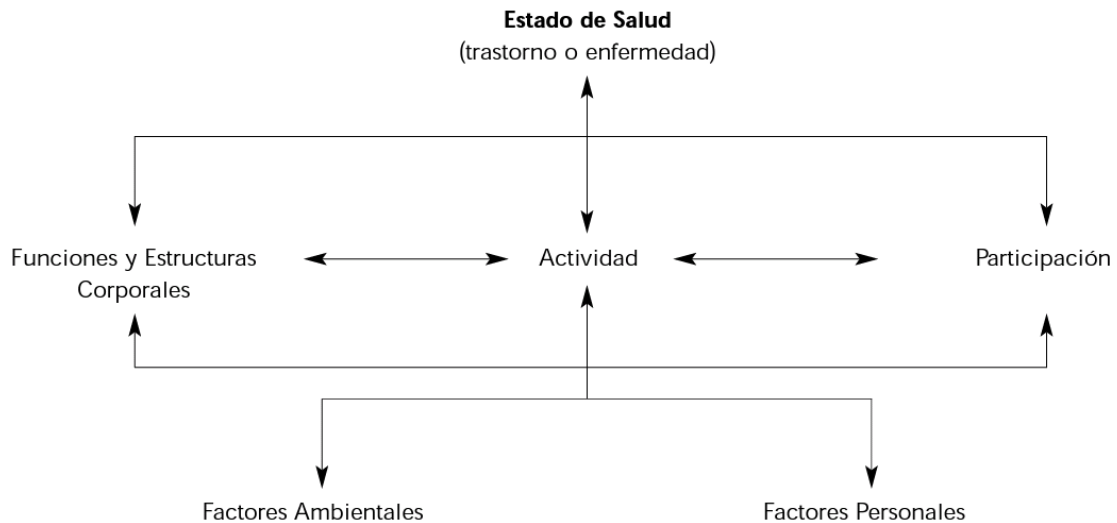 Estado de Salud
(trastorno o enfermedad)
Funciones y Estructuras
Corporales
Actividad
Participación
Factores Ambientales
Factores Personales